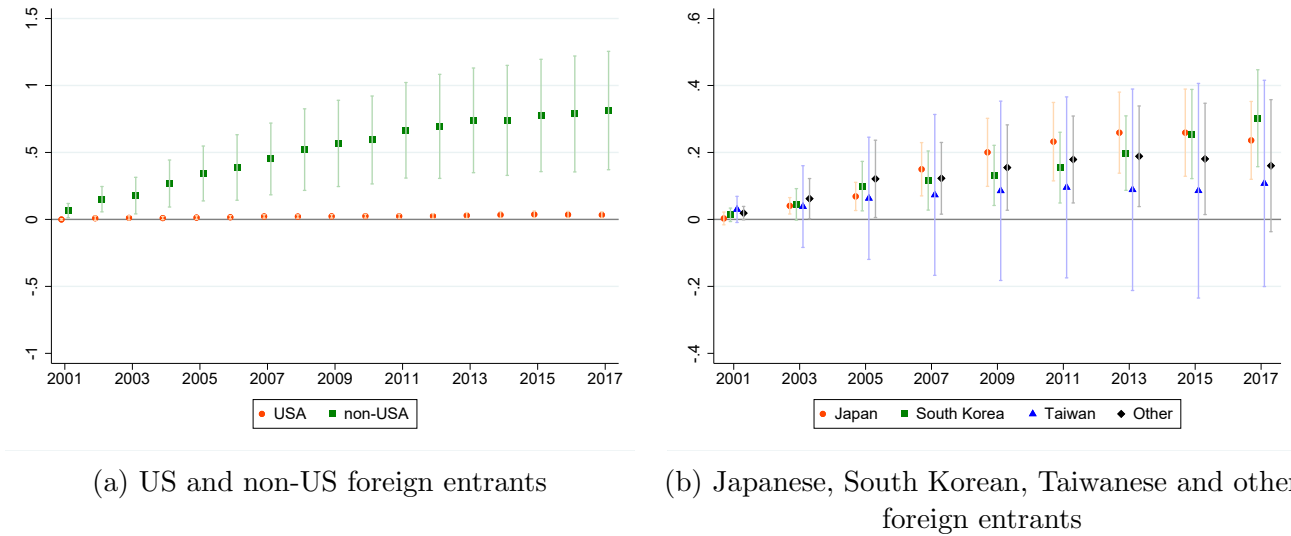 1.5
1
.5
0
-.5
-1
2001 2003 2005 2007 2009 2011 2013 2015 2017
USA non-USA
(a) US and non-US foreign entrants
.6
.4
.2
0
-.2
-.4
2001 2003 2005 2007 2009 2011 2013 2015 2017
Japan South Korea Taiwan Other
(b) Japanese, South Korean, Taiwanese and other
foreign entrants